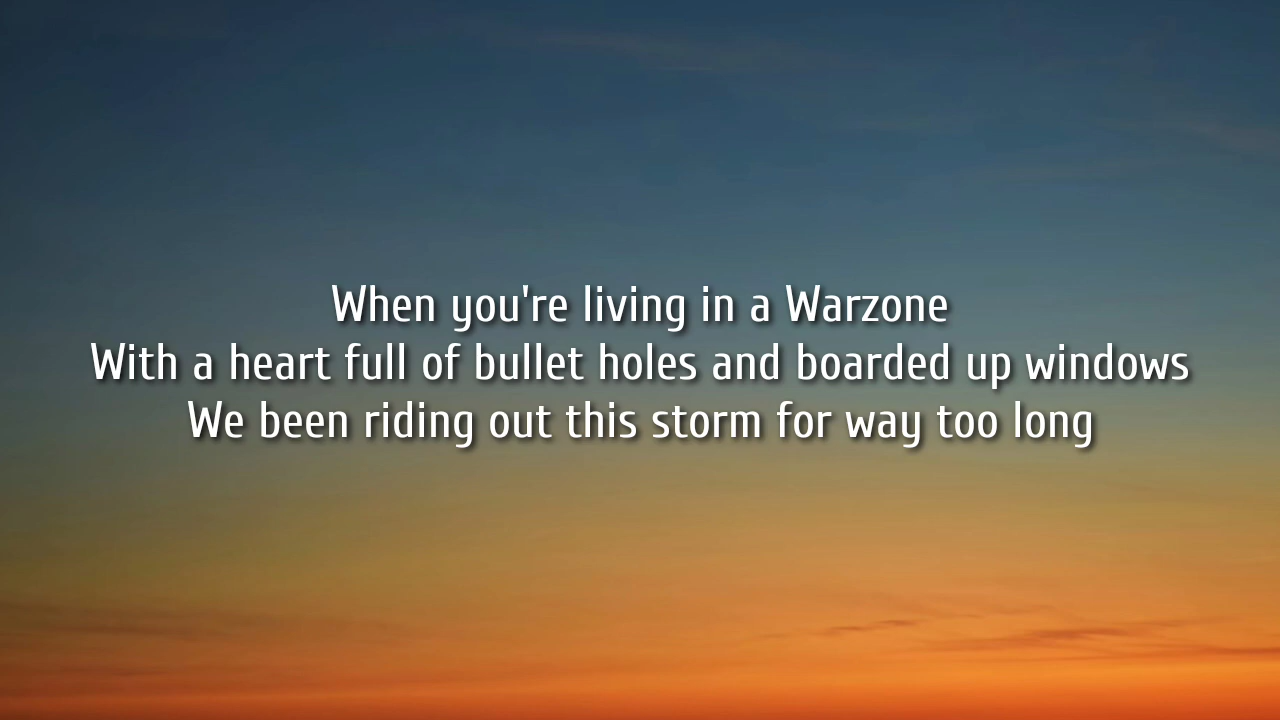 When you're living in a Warzone
With a heart full of bullet holes and boarded up windows
We been riding out this storm for way too long